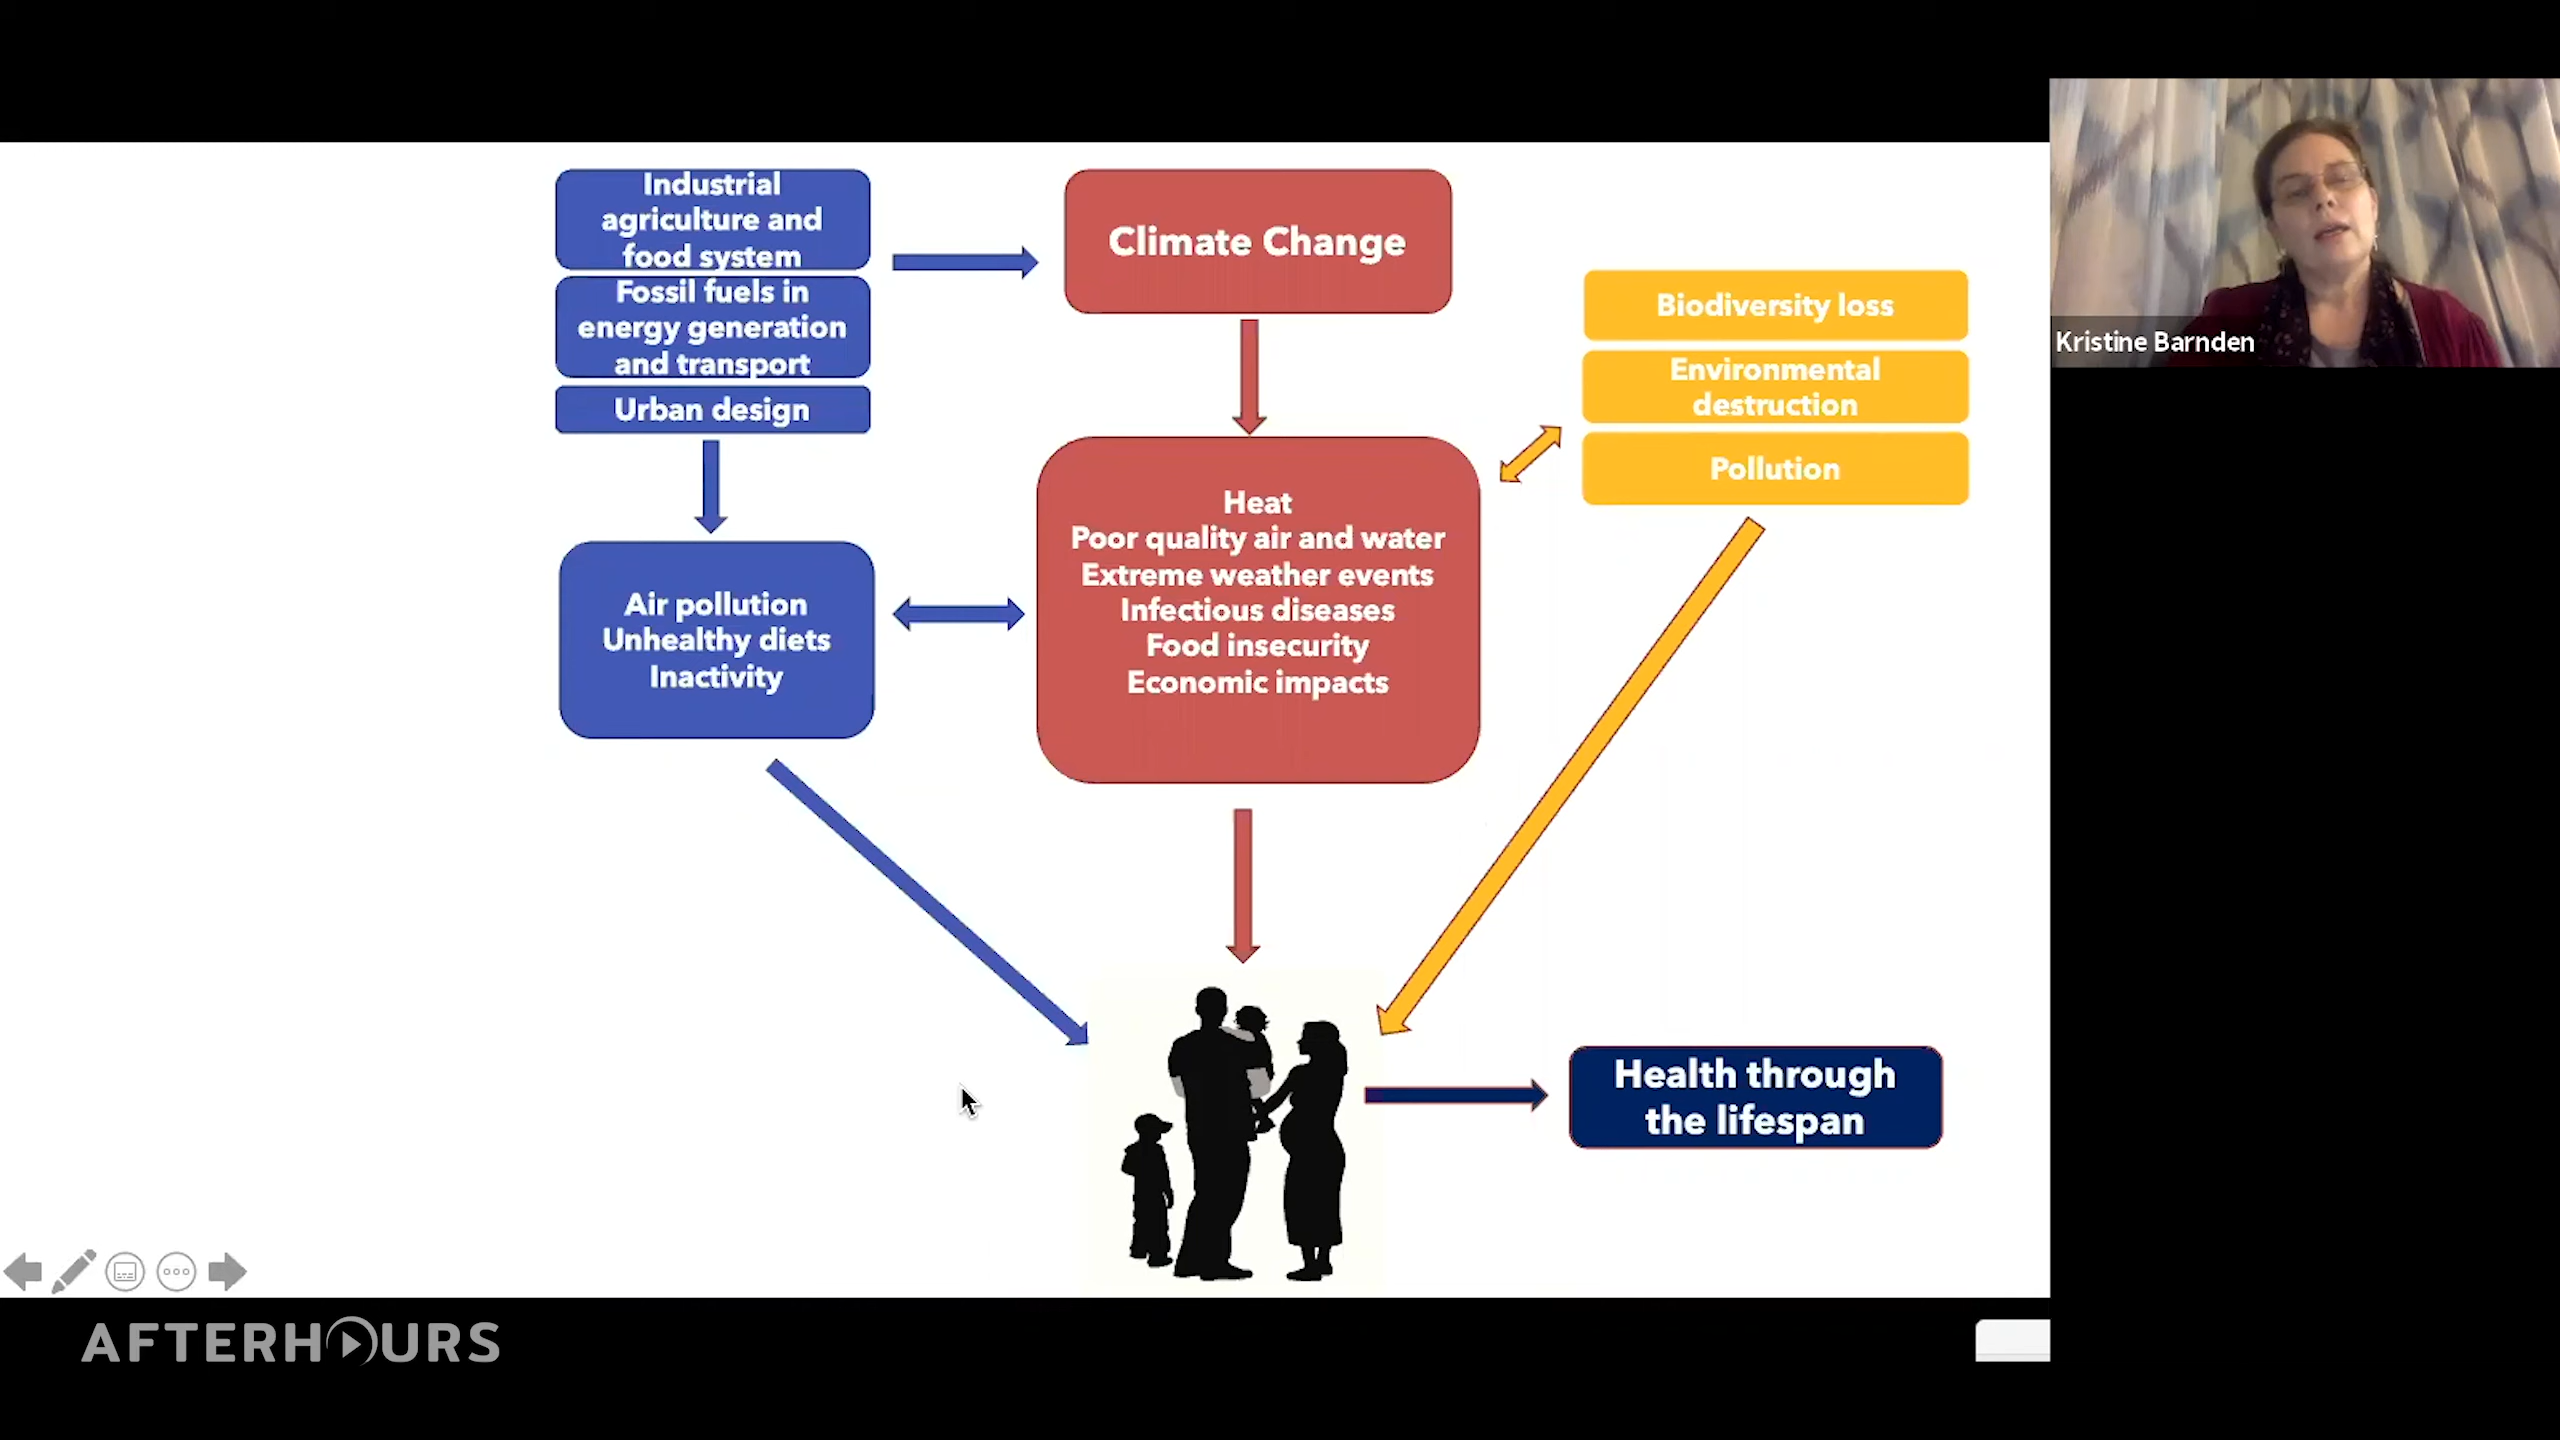 Industrial
agriculture and
food system
Fossil fuels in
energy generation
and transport
Urban design
Climate Change
Biodiversity loss
Environmental
destruction
Pollution
Kristine Barnden
Air pollution
Unhealthy diets
Inactivity
Heat
Poor quality air and water
Extreme weather events
Infectious diseases
Food insecurity
Economic impacts
Health through
the lifespan
AFTERHOURS